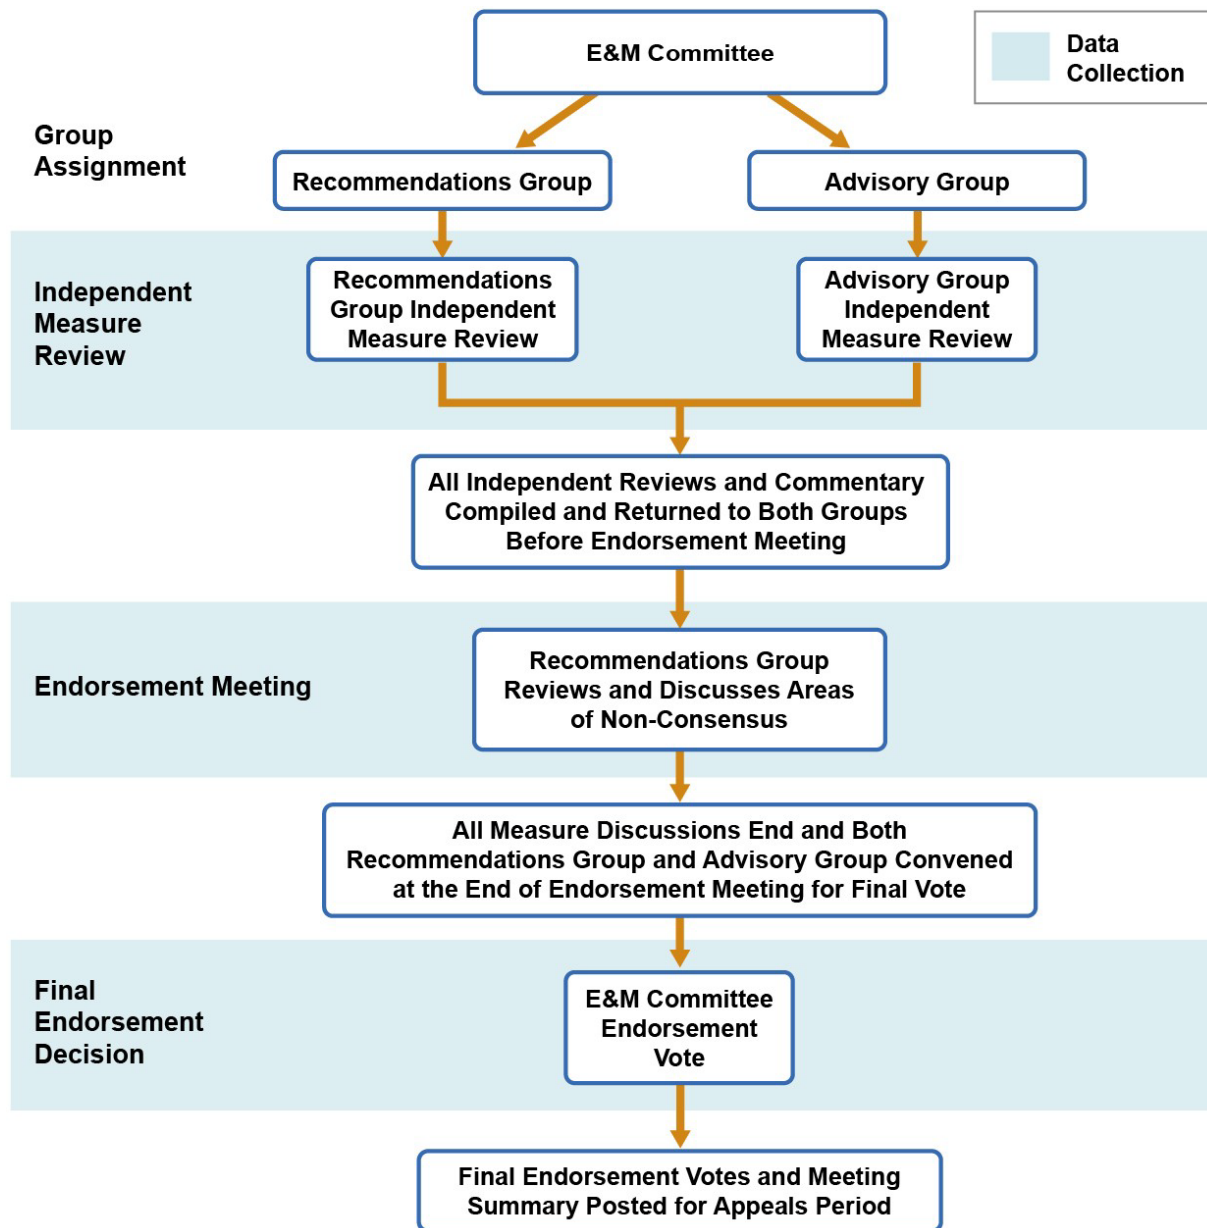 E&M Committee
Data
Collection
Group
Assignment
Recommendations Group
Advisory Group
Independent
Measure
Review
Recommendations
Group Independent
Measure Review
Advisory Group
Independent
Measure Review
All Independent Reviews and Commentary
Compiled and Returned to Both Groups
Before Endorsement Meeting
Endorsement Meeting
Recommendations Group
Reviews and Discusses Areas
of Non-Consensus
All Measure Discussions End and Both
Recommendations Group and Advisory Group Convened
at the End of Endorsement Meeting for Final Vote
Final
Endorsement
Decision
E&M Committee
Endorsement
Vote
Final Endorsement Votes and Meeting
Summary Posted for Appeals Period